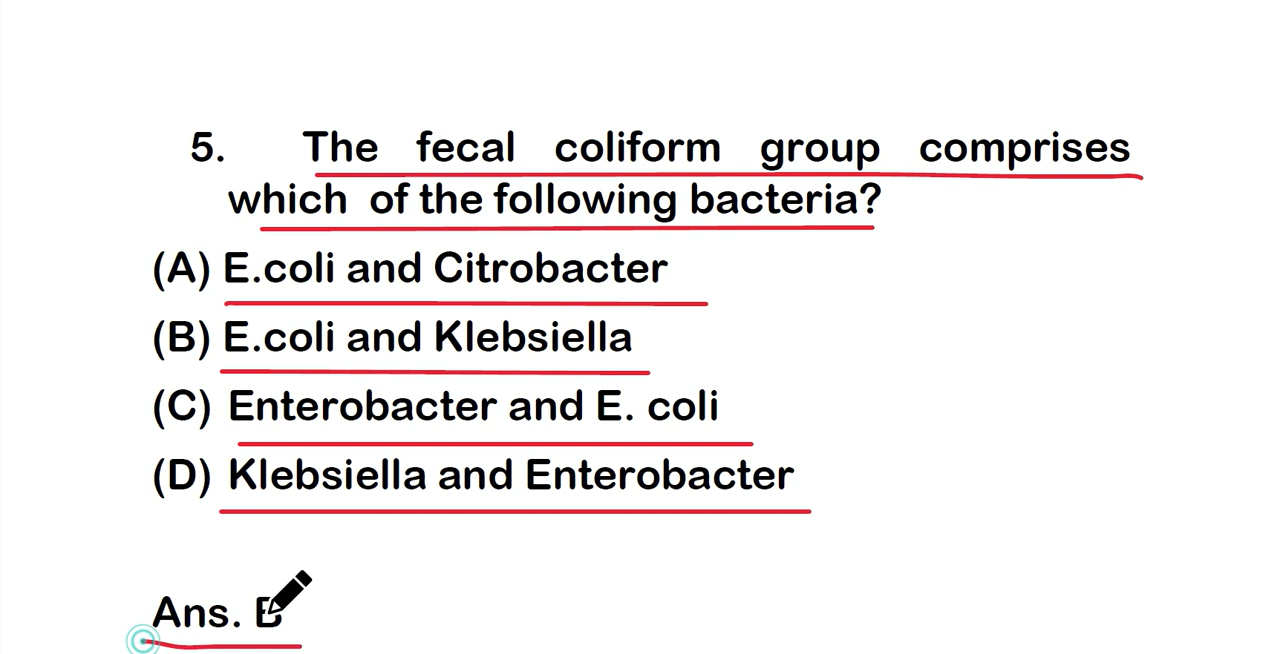 5. The fecal coliform group comprises
which of the following bacteria?
(A) E.coli and Citrobacter
(B) E.coli and Klebsiella
(C) Enterobacter and E. coli
(D) Klebsiella and Enterobacter
Ans. B